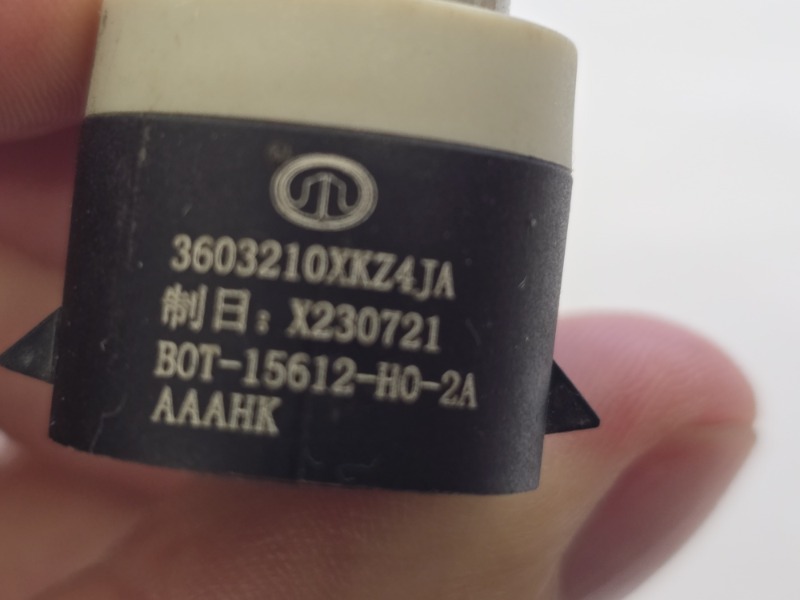 3603210XKZ4JA
制日：X230721
BOT-15612-H0-2A
AAAHK